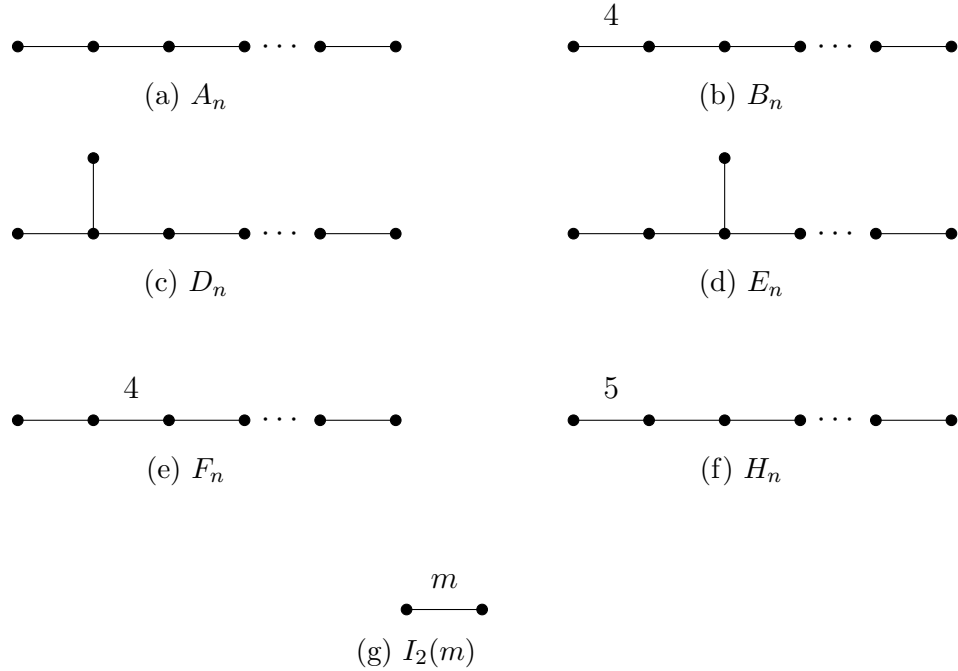 4
· · ·
· · ·
(a) $A_n$
(b) $B_n$
· · ·
· · ·
(c) $D_n$
(d) $E_n$
4
5
· · ·
· · ·
(e) $F_n$
(f) $H_n$
m
(g) $I_2(m)$